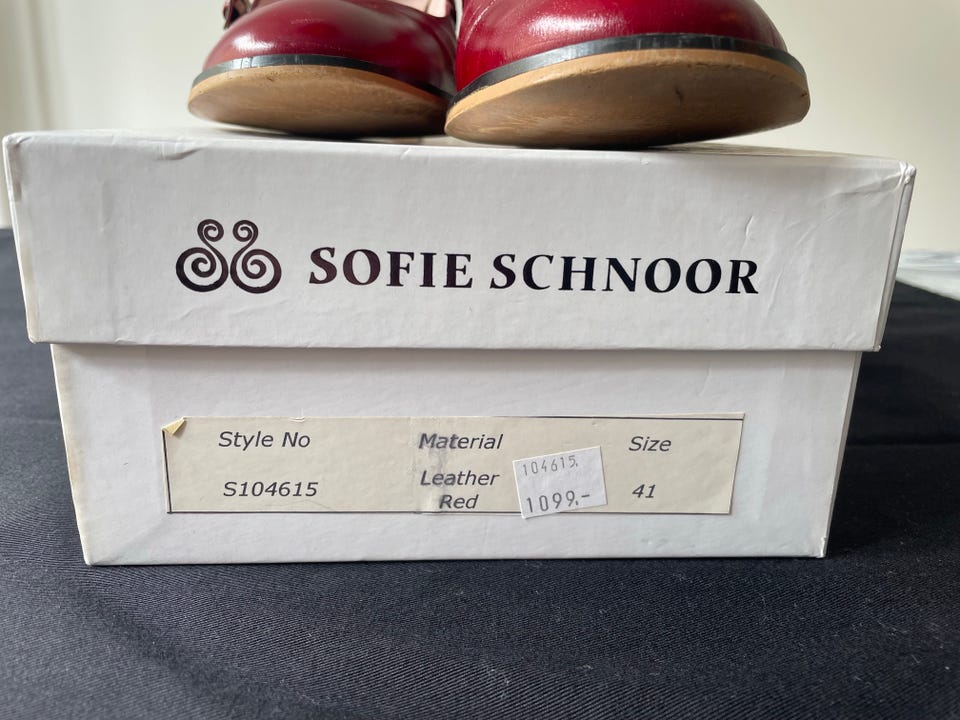 SOFIE SCHNOOR
Style No Material Size
S104615 Leather Red 41
104615.
1099.-